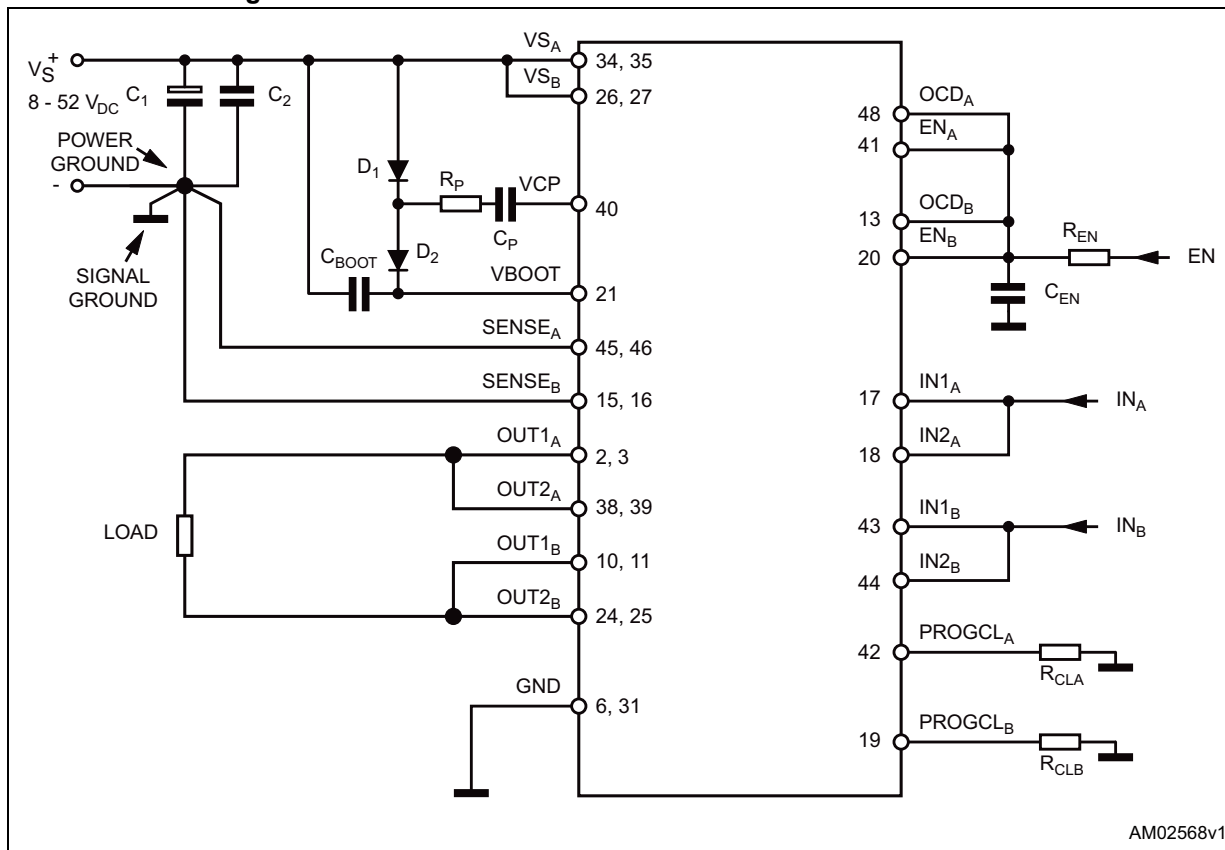 VS+
8 - 52 VDC
C1
C2
POWER
GROUND
-
SIGNAL
GROUND
D1
RP
VCP
CP
D2
CBOOT
VBOOT
VSA
34, 35
VSB
26, 27
40
21
SENSEA
45, 46
SENSEB
15, 16
OUT1A
2, 3
OUT2A
38, 39
LOAD
OUT1B
10, 11
OUT2B
24, 25
GND
6, 31
48
OCDA
41
ENA
13
OCDB
20
ENB
REN
EN
CEN
17
IN1A
INA
18
IN2A
43
IN1B
INB
44
IN2B
42
PROGCLA
RCLA
19
PROGCLB
RCLB
AM02568v1